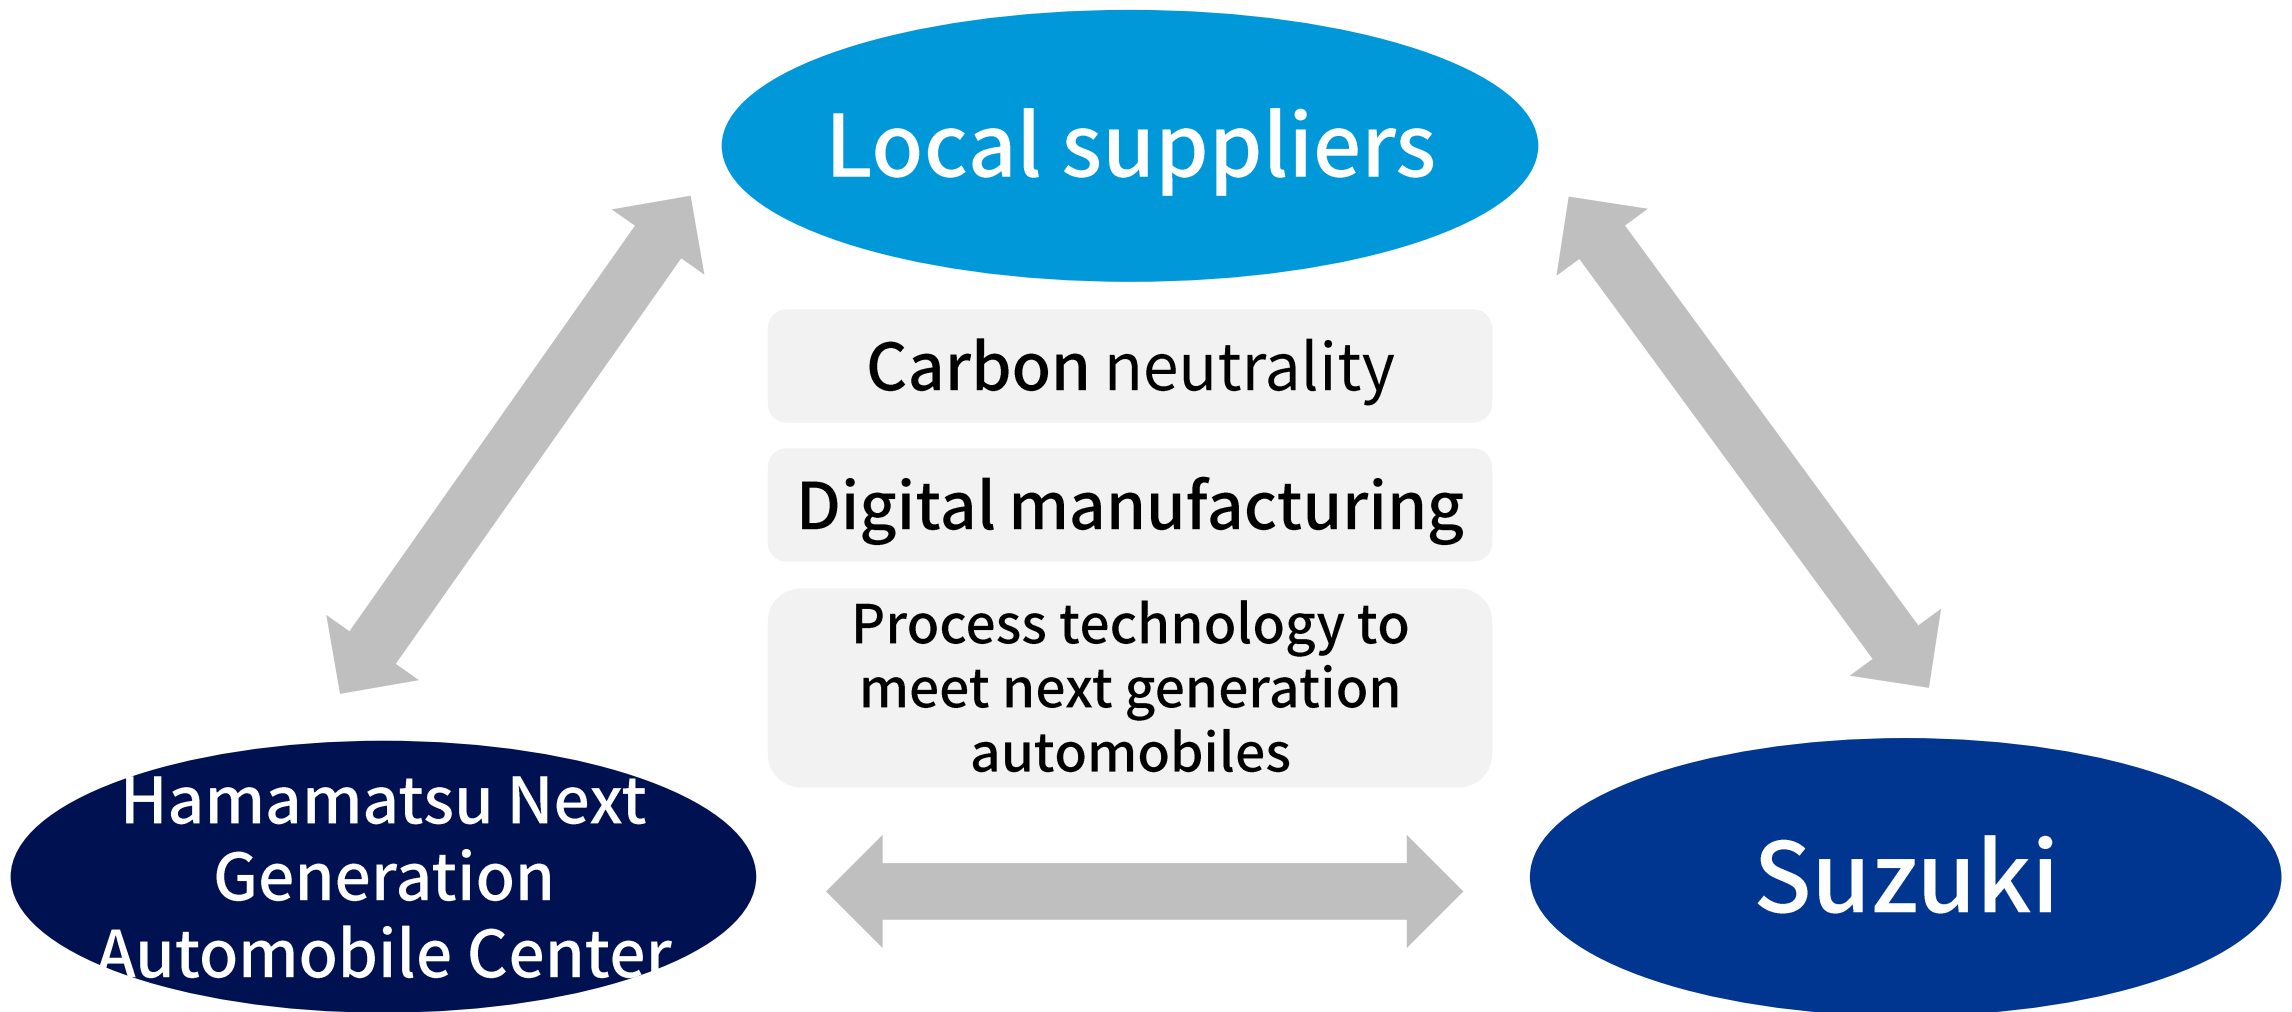 Local suppliers
Carbon neutrality
Digital manufacturing
Process technology to
meet next generation
automobiles
Hamamatsu Next
Generation
Automobile Center
Suzuki